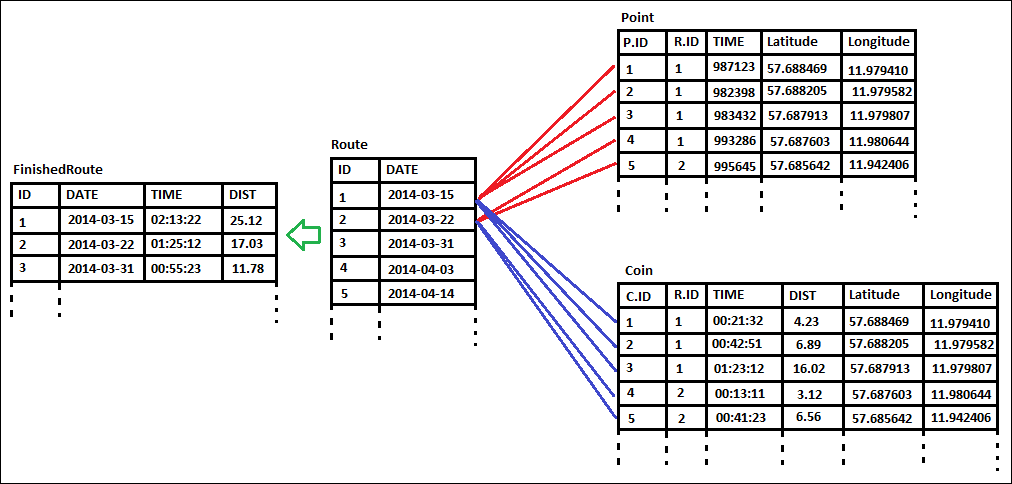 Point
P.ID R.ID TIME Latitude Longitude
1 1 987123 57.688469 11.979410
2 1 982398 57.688205 11.979582
3 1 983432 57.687913 11.979807
4 1 993286 57.687603 11.980644
5 2 995645 57.685642 11.942406
Route
ID DATE
1 2014-03-15
2 2014-03-22
3 2014-03-31
4 2014-04-03
5 2014-04-14
FinishedRoute
ID DATE TIME DIST
1 2014-03-15 02:13:22 25.12
2 2014-03-22 01:25:12 17.03
3 2014-03-31 00:55:23 11.78
Coin
C.ID R.ID TIME DIST Latitude Longitude
1 1 00:21:32 4.23 57.688469 11.979410
2 1 00:42:51 6.89 57.688205 11.979582
3 1 01:23:12 16.02 57.687913 11.979807
4 2 00:13:11 3.12 57.687603 11.980644
5 2 00:41:23 6.56 57.685642 11.942406